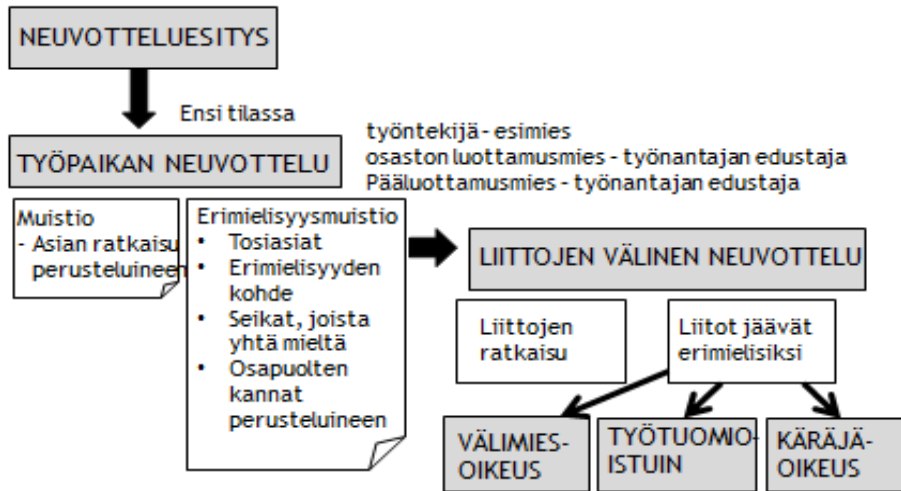 NEUVOTTELUESITYS
Ensi tilassa
TYÖPAIKAN NEUVOTTELU
työntekijä - esimies
osaston luottamusmies - työnantajan edustaja
Pääluottamusmies - työnantajan edustaja
Muistio
- Asian ratkaisu
perusteluineen
Erimielisyysmuistio
• Tosiasiat
• Erimielisyyden
kohde
• Seikat, joista
yhtä mieltä
• Osapuolten
kannat
perusteluineen
LIITTOJEN VÄLINEN NEUVOTTELU
Liittojen
ratkaisu
Liitot jäävät
erimielisiksi
VÄLIMIES-
OIKEUS
TYÖTUOMIO-
ISTUIN
KÄRÄJÄ-
OIKEUS